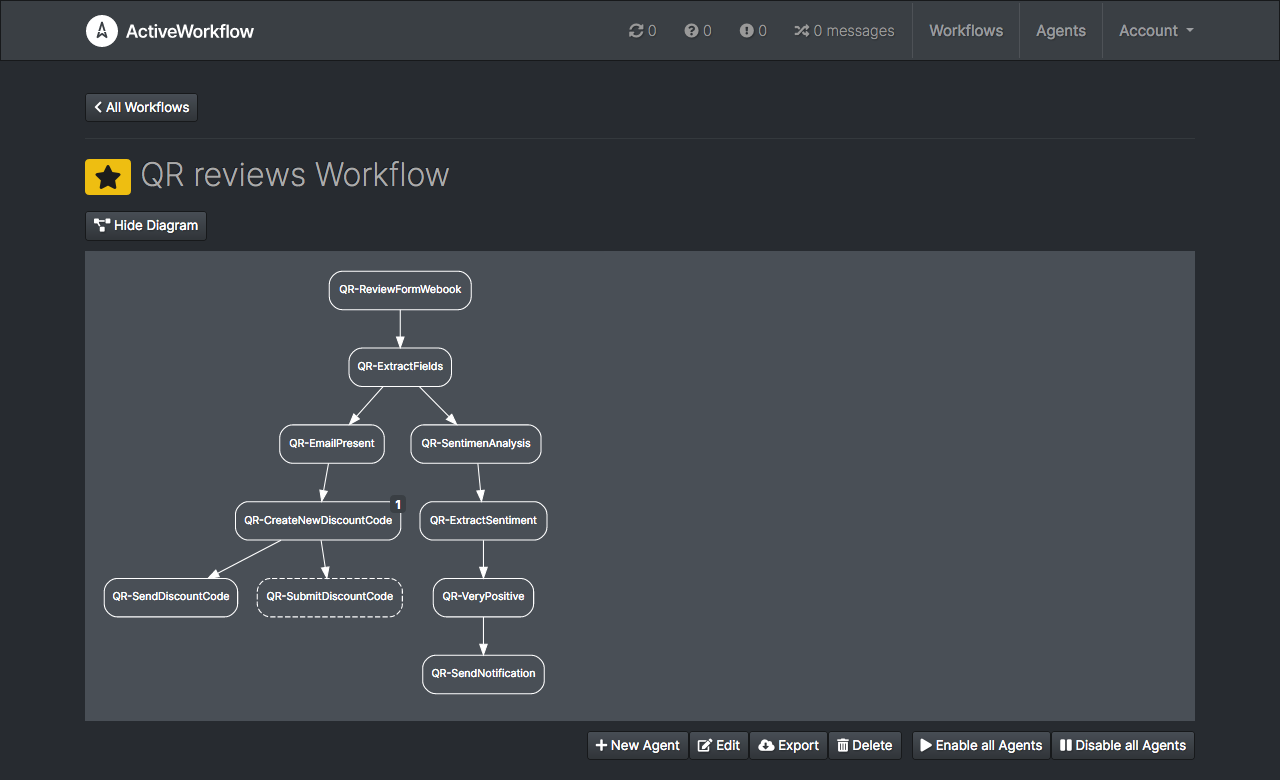 ActiveWorkflow 0 0 0 0 messages Workflows Agents Account
All Workflows
QR reviews Workflow
Hide Diagram
QR-ReviewFormWebook
QR-ExtractFields
QR-EmailPresent QR-SentimenAnalysis
1
QR-CreateNewDiscountCode QR-ExtractSentiment
QR-SendDiscountCode QR-SubmitDiscountCode QR-VeryPositive
QR-SendNotification
New Agent Edit Export Delete Enable all Agents Disable all Agents